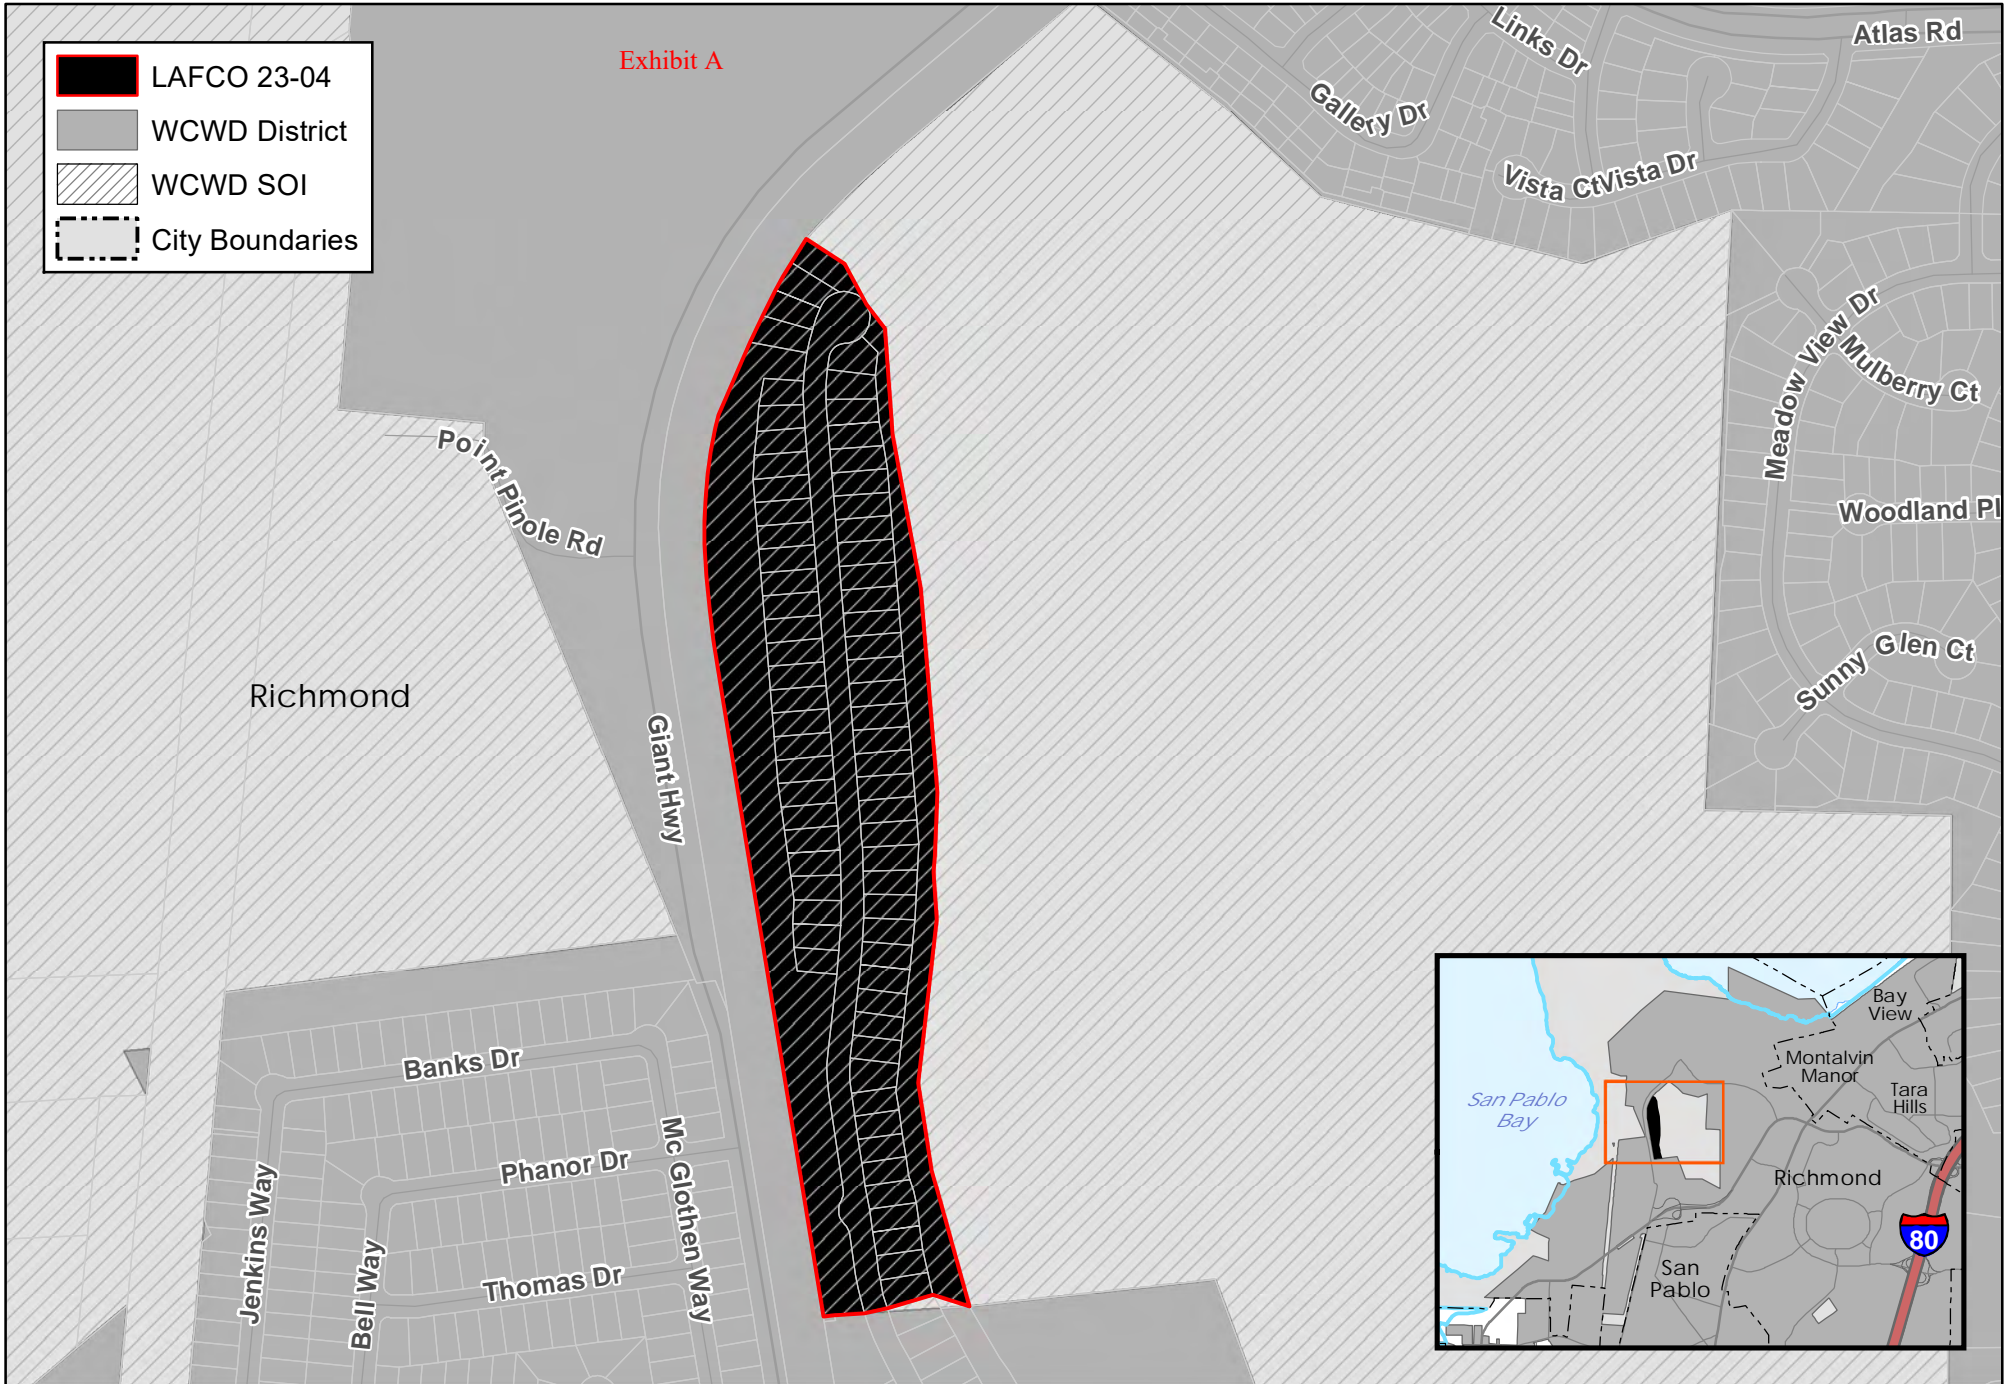 Exhibit A
LAFCO 23-04
WCWD District
WCWD SOI
City Boundaries
Links Dr
Atlas Rd
Gallery Dr
Vista Ct
Vista Dr
Meadow View Dr
Mulberry Ct
Woodland Pl
Sunny Glen Ct
Point Pinole Rd
Richmond
Giant Hwy
Banks Dr
Phanor Dr
Thomas Dr
Jenkins Way
Bell Way
Mc Glothen Way
Bay
View
Montalvin
Manor
Tara
Hills
San Pablo
Bay
Richmond
80
San
Pablo